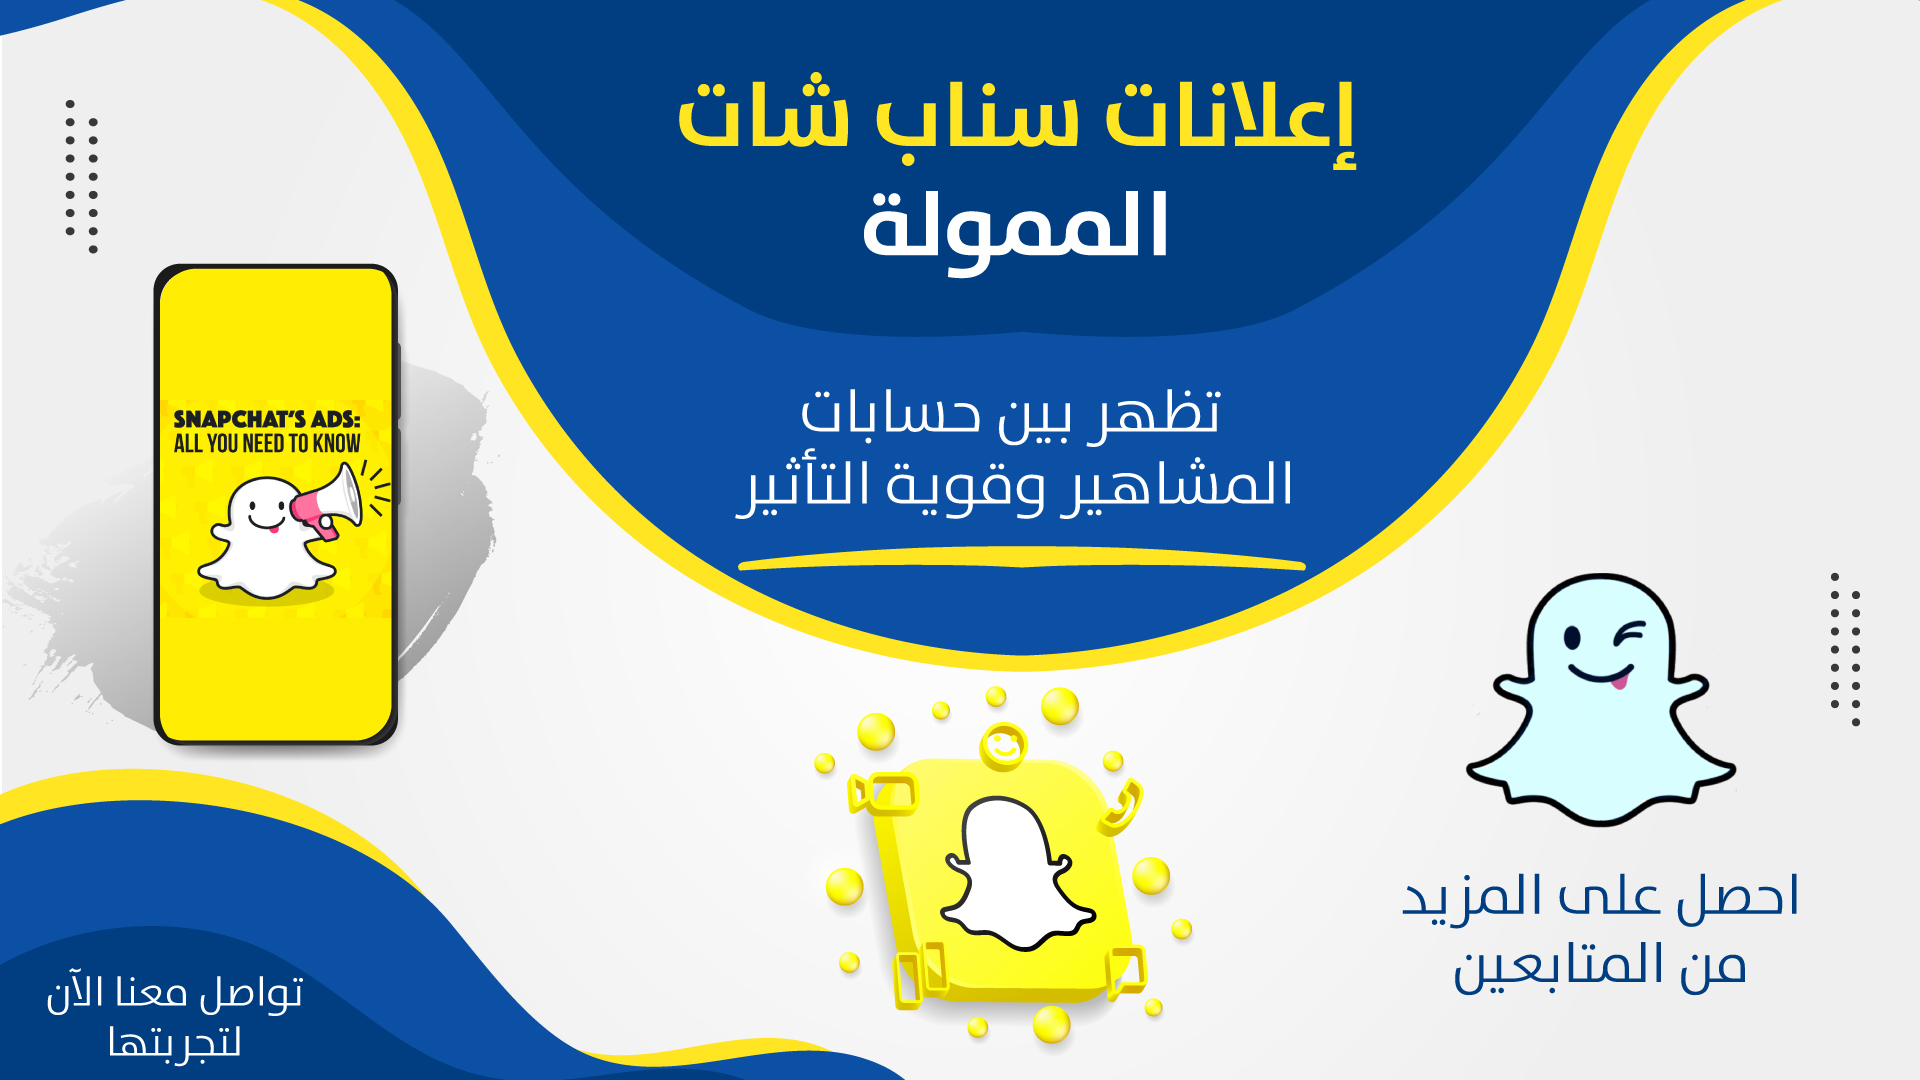 إعلانات سناب شات
الممولة
تظهر بين حسابات
المشاهير وقوية التأثير
SNAPCHAT'S ADS:
ALL YOU NEED TO KNOW
احصل على المزيد
من المتابعين
تواصل معنا الآن
لتجربتها